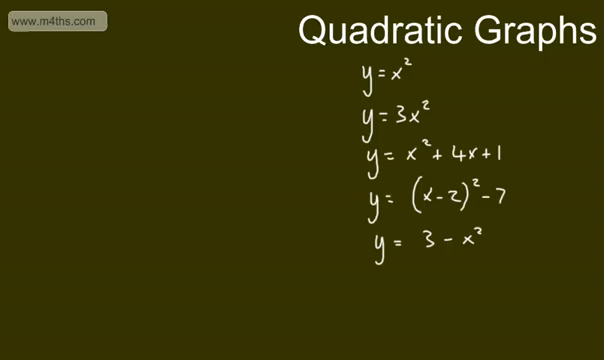 www.m4ths.com
Quadratic Graphs
y = x²
y = 3x²
y = x² + 4x + 1
y = (x - 2)² - 7
y = 3 - x²